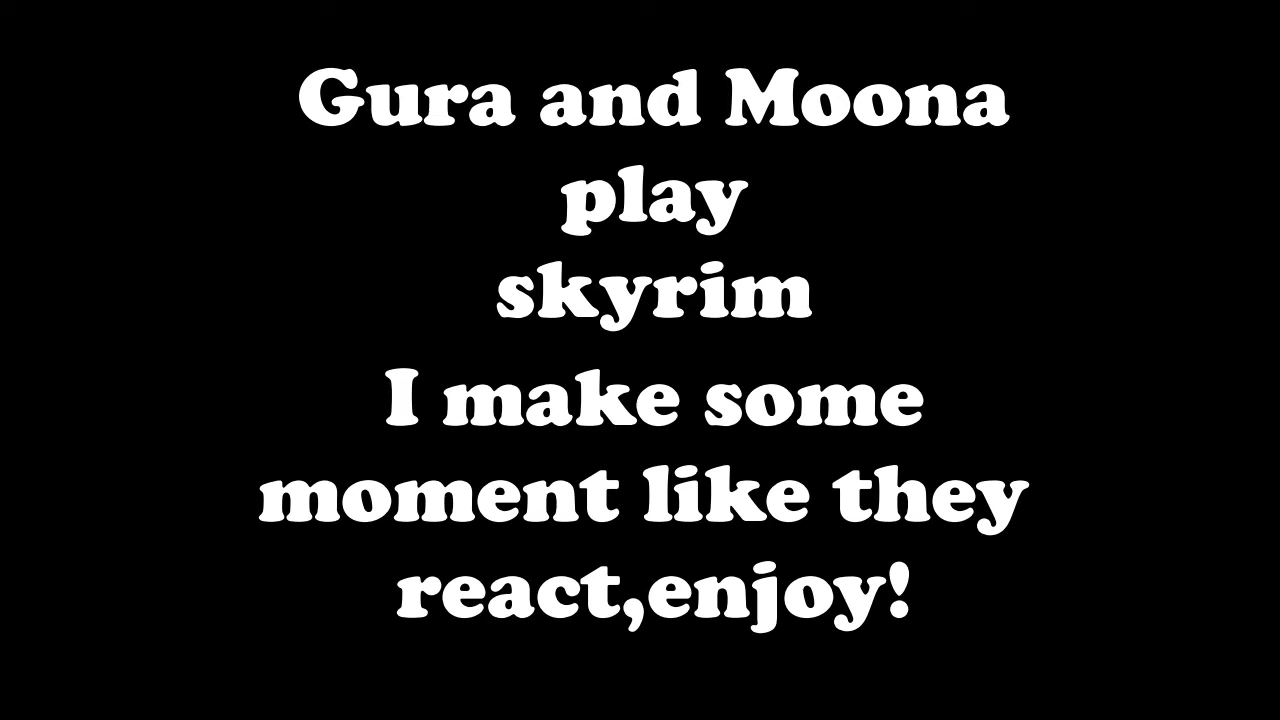 Gura and Moona
play
skyrim
I make some
moment like they
react,enjoy!